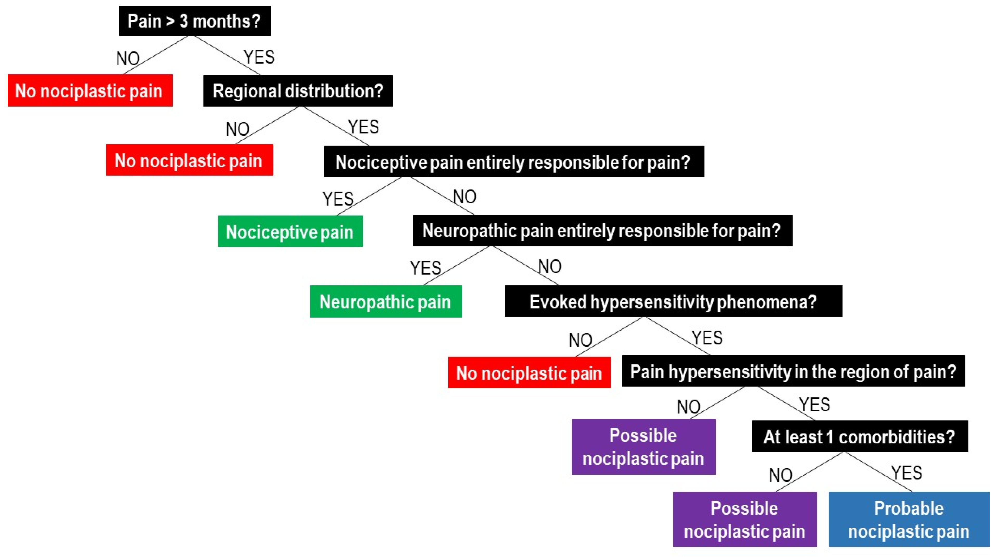 Pain > 3 months?
NO
YES
No nociplastic pain
Regional distribution?
NO
YES
No nociplastic pain
Nociceptive pain entirely responsible for pain?
YES
NO
Nociceptive pain
Neuropathic pain entirely responsible for pain?
YES
NO
Neuropathic pain
Evoked hypersensitivity phenomena?
NO
YES
No nociplastic pain
Pain hypersensitivity in the region of pain?
NO
YES
Possible
nociplastic pain
At least 1 comorbidities?
NO
YES
Possible
nociplastic pain
Probable
nociplastic pain